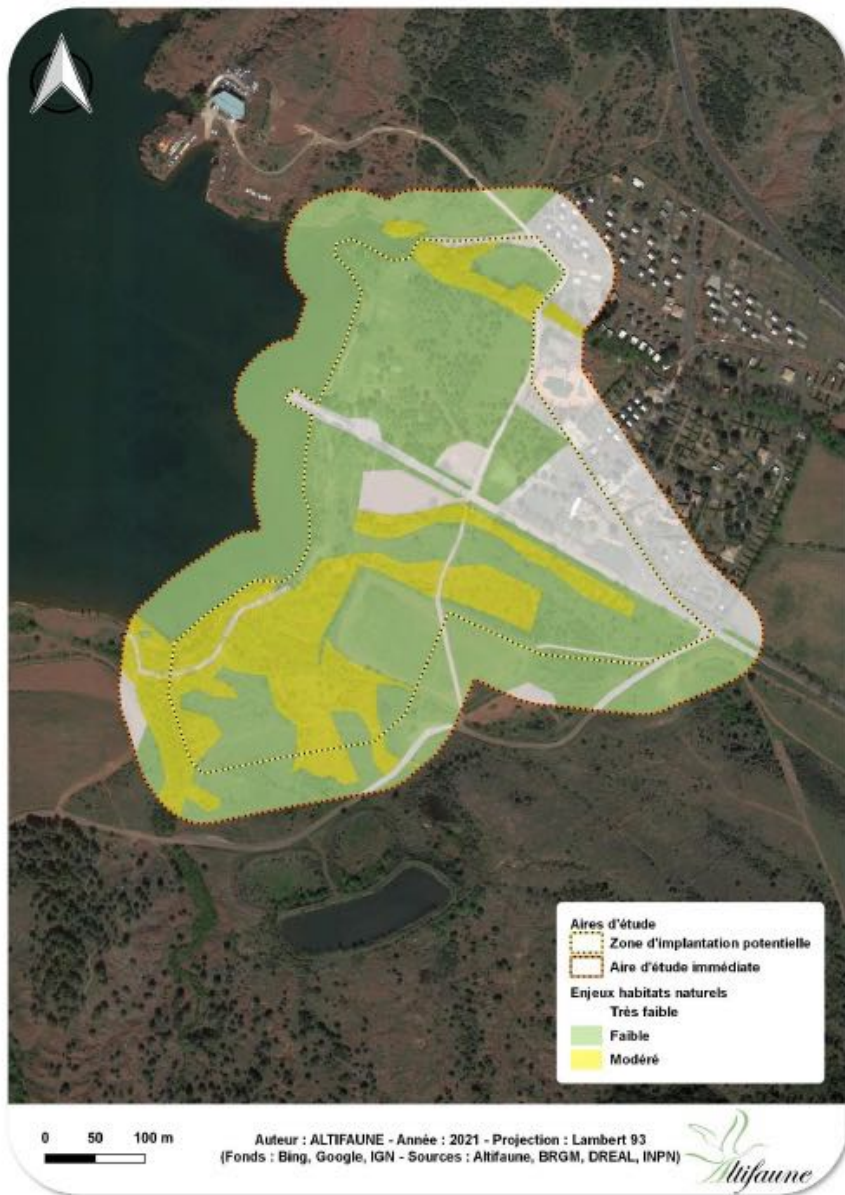 Aires d'étude
Zone d'implantation potentielle
Aire d'étude immédiate
Enjeux habitats naturels
Très faible
Faible
Modéré
0 50 100 m
Auteur : ALTIFAUNE - Année : 2021 - Projection : Lambert 93
(Fonds : Bing, Google, IGN - Sources : Altifaune, BRGM, DREAL, INPN)
Altifaune